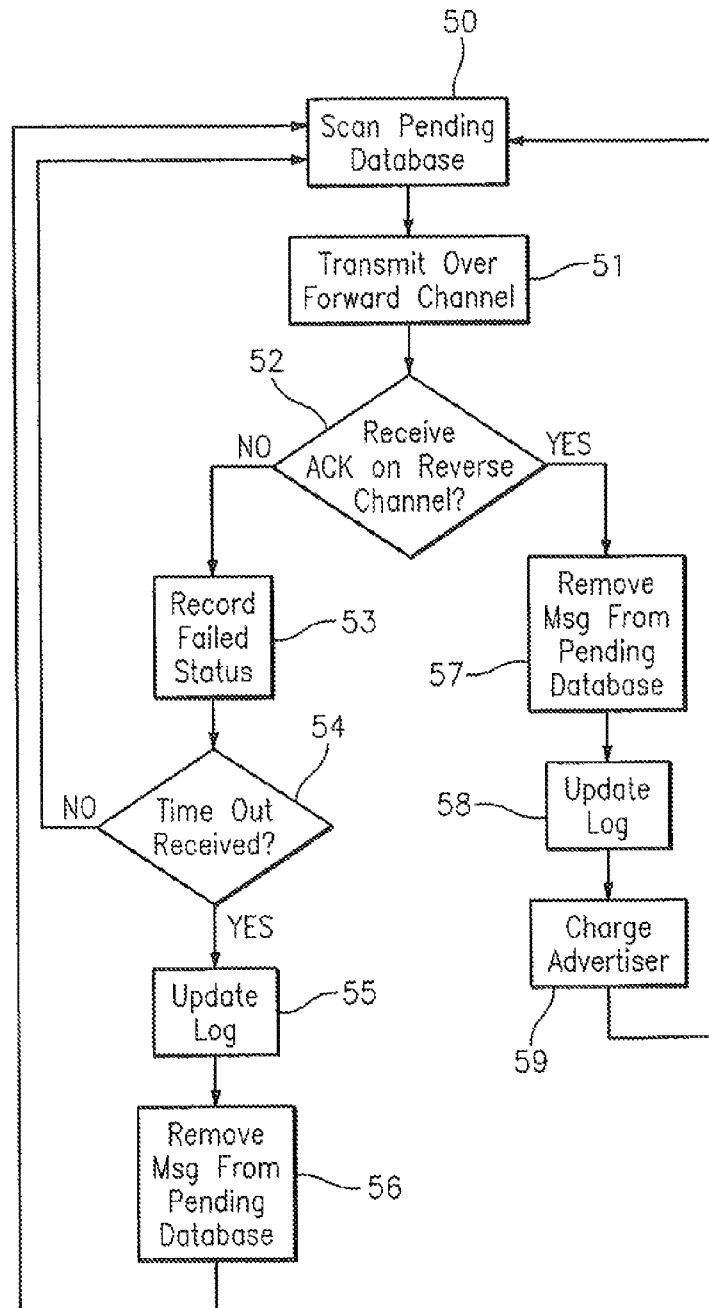 50
Scan Pending
Database
Transmit Over
Forward Channel
51
52
Receive
ACK on Reverse
Channel?
NO
YES
Record
Failed
Status
53
Remove
Msg From
Pending
Database
57
54
Time Out
Received?
NO
YES
Update
Log
58
Charge
Advertiser
59
Update
Log
55
Remove
Msg From
Pending
Database
56